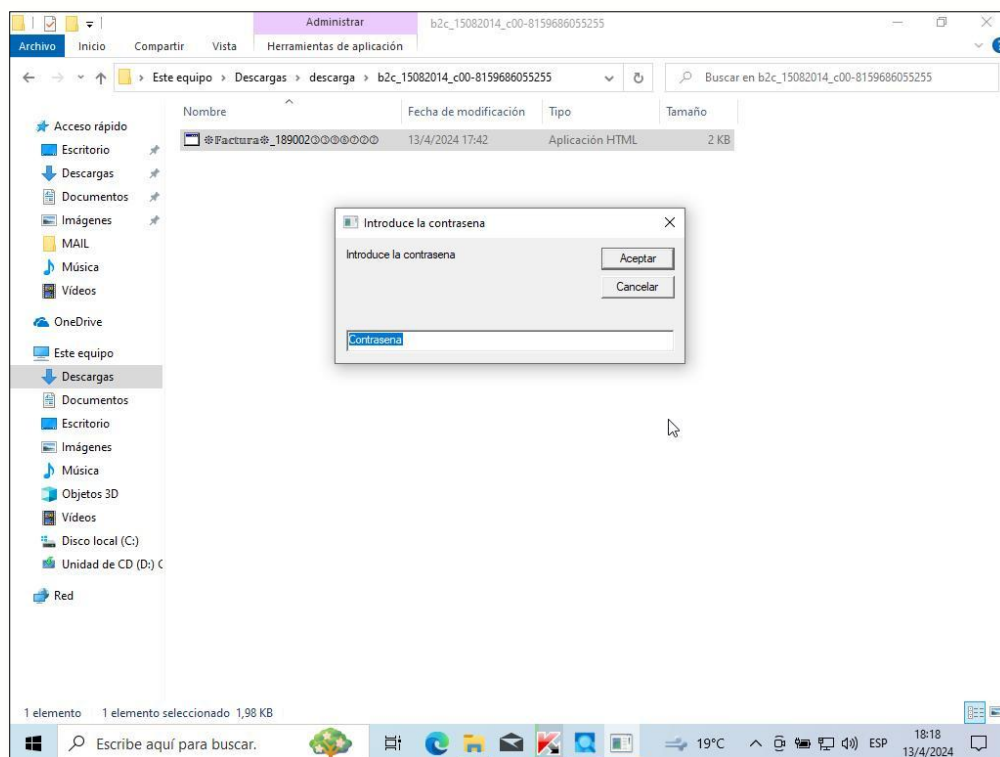 Administrar
b2c_15082014_c00-8159686055255
Archivo Inicio Compartir Vista Herramientas de aplicación
Este equipo › Descargas › descarga › b2c_15082014_c00-8159686055255
Buscar en b2c_15082014_c00-8159686055255
Nombre Fecha de modificación Tipo Tamaño
13/4/2024 17:42 Aplicación HTML 2 KB
Acceso rápido
Escritorio
Descargas
Documentos
Imágenes
MAIL
Música
Vídeos
OneDrive
Este equipo
Descargas
Documentos
Escritorio
Imágenes
Música
Objetos 3D
Vídeos
Disco local (C:)
Unidad de CD (D:) C
Red
Introduce la contrasena
Introduce la contrasena
Aceptar
Cancelar
Contrasena
1 elemento 1 elemento seleccionado 1,98 KB
Escribe aquí para buscar.
19°C
ESP
18:18
13/4/2024